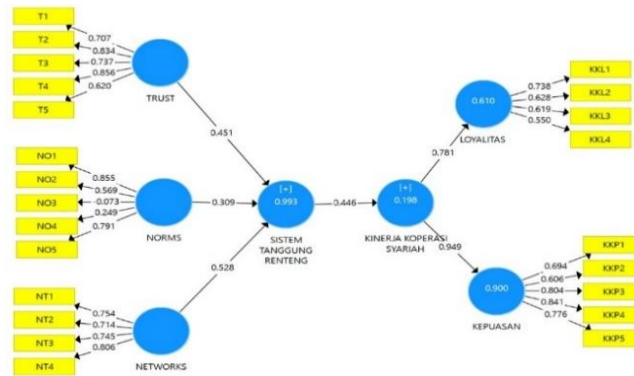 T1
T2
T3
T4
T5
0.707
0.834
0.737
0.856
0.620
TRUST
0.451
NO1
NO2
NO3
NO4
NO5
0.855
0.569
-0.073
0.249
0.791
NORMS
0.309
NT1
NT2
NT3
NT4
0.754
0.714
0.745
0.806
NETWORKS
0.528
[+]
0.993
SISTEM
TANGGUNG
RENTENG
0.446
[+]
0.198
KINERJA KOPERASI
SYARIAH
0.781
0.949
0.610
LOYALITAS
0.738
0.628
0.619
0.550
KKL1
KKL2
KKL3
KKL4
0.900
KEPUASAN
0.694
0.606
0.804
0.841
0.776
KKP1
KKP2
KKP3
KKP4
KKP5